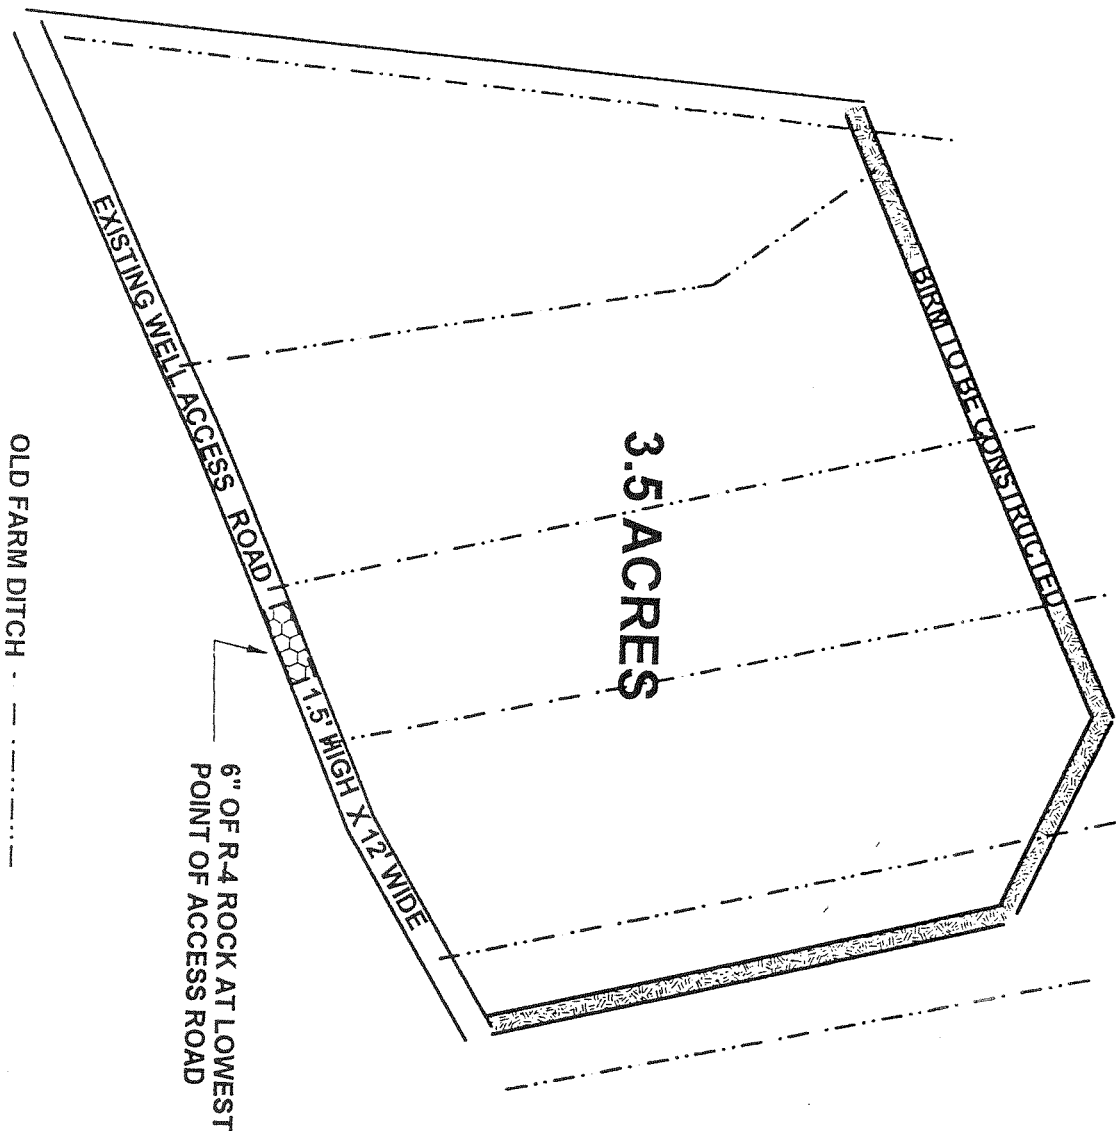 BIRM TO BE CONSTRUCTED
3.5 ACRES
EXISTING WELL ACCESS ROAD
1.5' HIGH X 12' WIDE
6" OF R-4 ROCK AT LOWEST
POINT OF ACCESS ROAD
OLD FARM DITCH